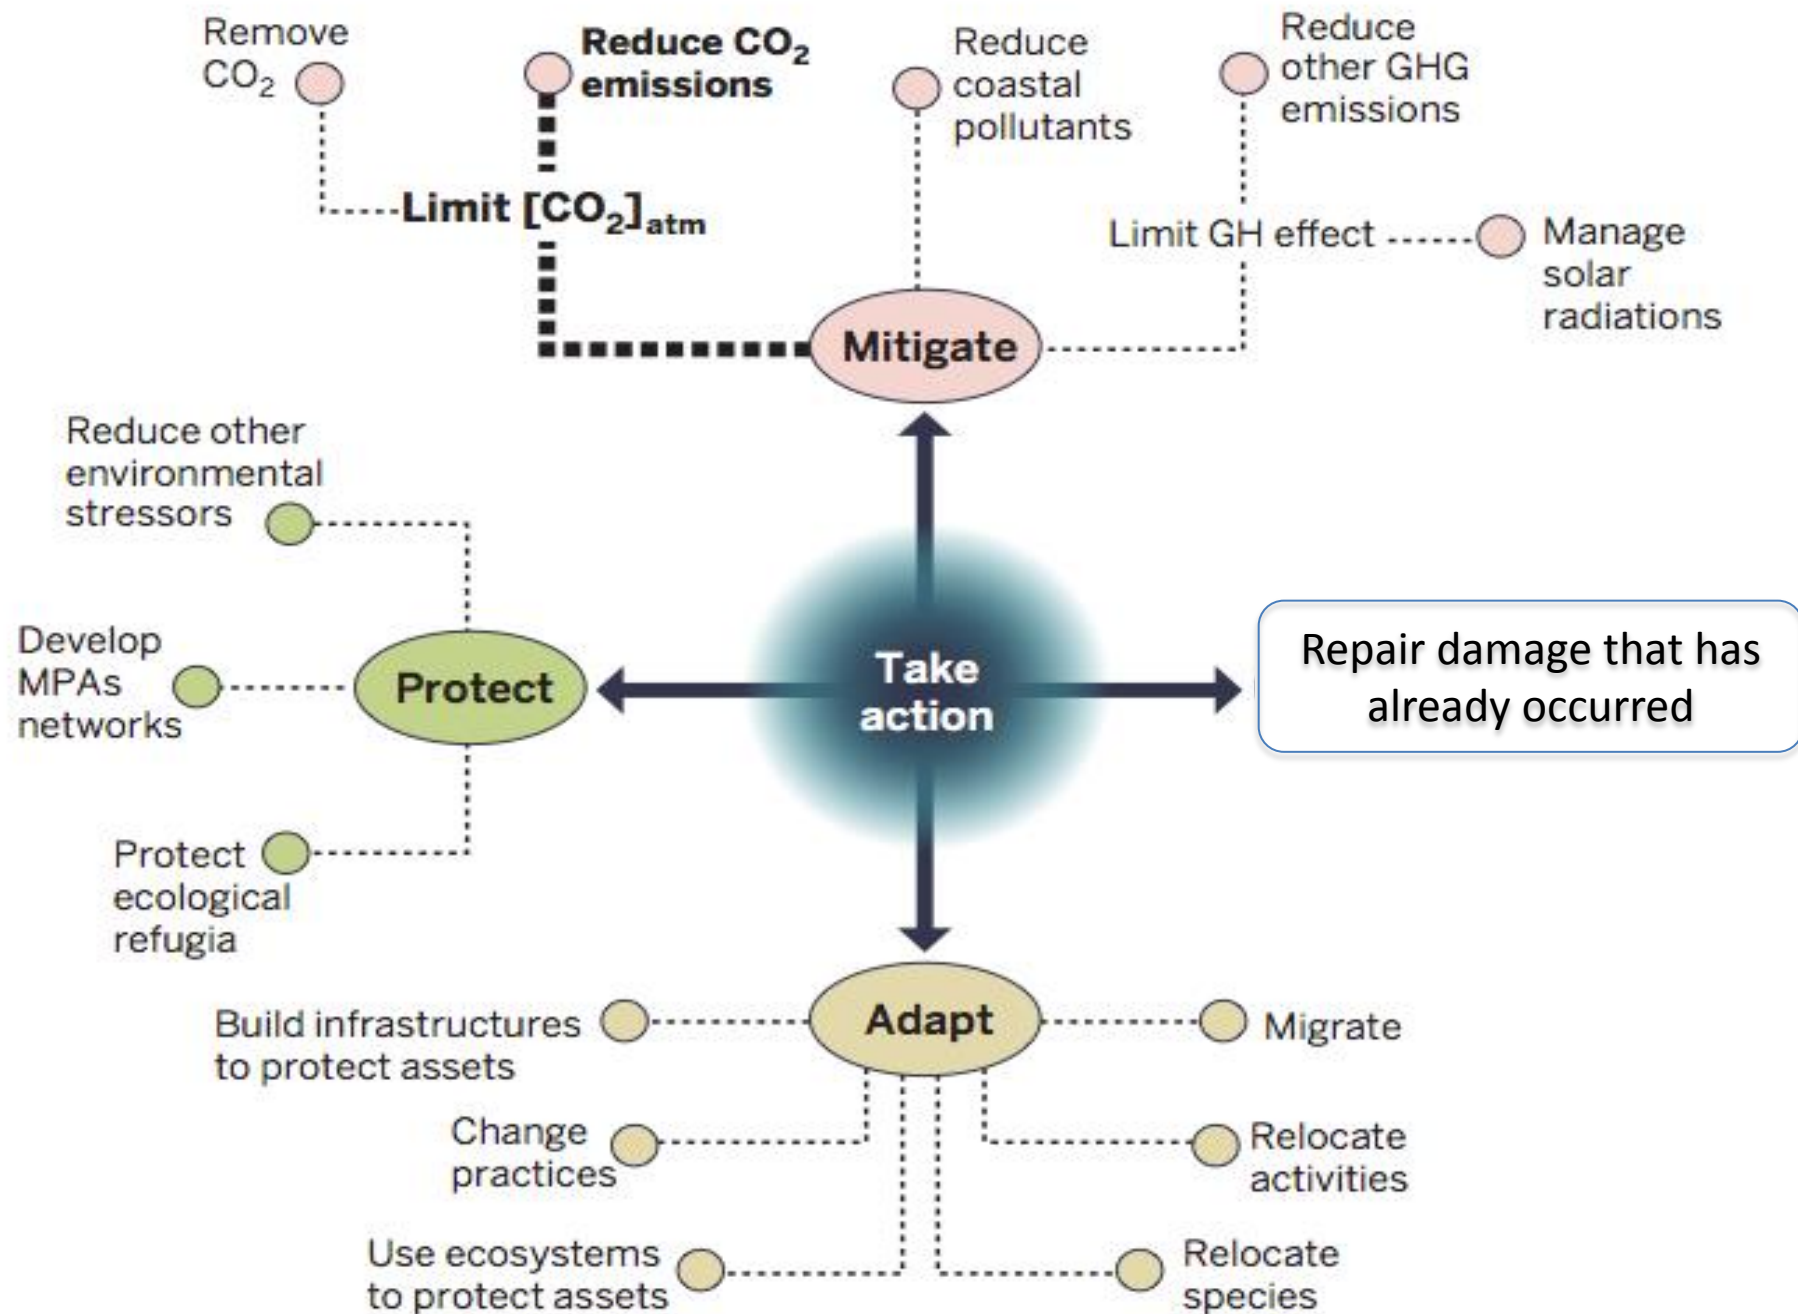 Remove
CO₂
Reduce CO₂
emissions
Reduce
coastal
pollutants
Reduce
other GHG
emissions
Limit [CO₂]atm
Limit GH effect
Manage
solar
radiations
Mitigate
Reduce other
environmental
stressors
Develop
MPAs
networks
Protect
Take
action
Repair damage that has
already occurred
Protect
ecological
refugia
Adapt
Build infrastructures
to protect assets
Migrate
Change
practices
Relocate
activities
Use ecosystems
to protect assets
Relocate
species